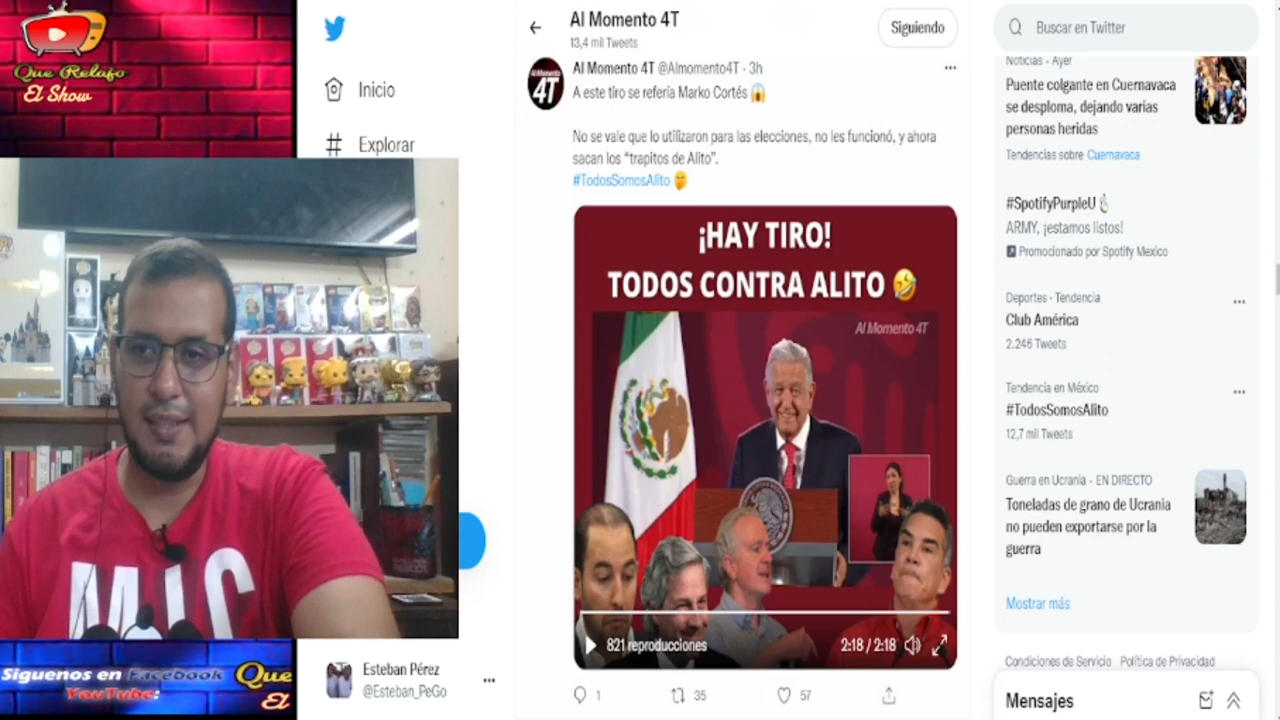 Que Relajo
El Show
Inicio
Explorar
Al Momento 4T
13,4 mil Tweets
Siguiendo
Al Momento 4T @Almomento4T · 3h
A este tiro se refería Marko Cortés 😱
No se vale que lo utilizaron para las elecciones, no les funcionó, y ahora
sacan los “trapitos de Alito”.
#TodosSomosAlito 🤭
¡HAY TIRO!
TODOS CONTRA ALITO 🤣
Al Momento 4T
821 reproducciones
2:18 / 2:18
1
35
57
Buscar en Twitter
Noticias · Ayer
Puente colgante en Cuernavaca
se desploma, dejando varias
personas heridas
Tendencias sobre Cuernavaca
#SpotifyPurpleU
ARMY, ¡estamos listos!
Promocionado por Spotify Mexico
Deportes · Tendencia
Club América
2.246 Tweets
Tendencia en México
#TodosSomosAlito
12,7 mil Tweets
Guerra en Ucrania · EN DIRECTO
Toneladas de grano de Ucrania
no pueden exportarse por la
guerra
Mostrar más
Condiciones de Servicio Política de Privacidad
Mensajes
Siguenos en Facebook
YouTube:
Que
El
Esteban Pérez
@Esteban_PeGo